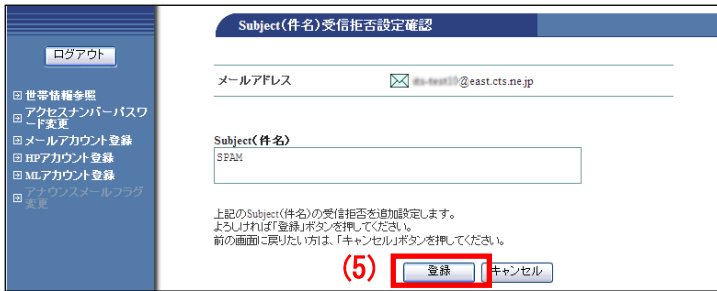 Subject(件名)受信拒否設定確認
ログアウト
メールアドレス
@east.cts.ne.jp
世帯情報参照
アクセスナンバーパスワ
ード変更
メールアカウント登録
HPアカウント登録
MLアカウント登録
アナウンスメールフラグ
変更
Subject(件名)
SPAM
上記のSubject(件名)の受信拒否を追加設定します。
よろしければ「登録」ボタンを押してください。
前の画面に戻りたい方は、「キャンセル」ボタンを押してください。
(5)
登録
キャンセル